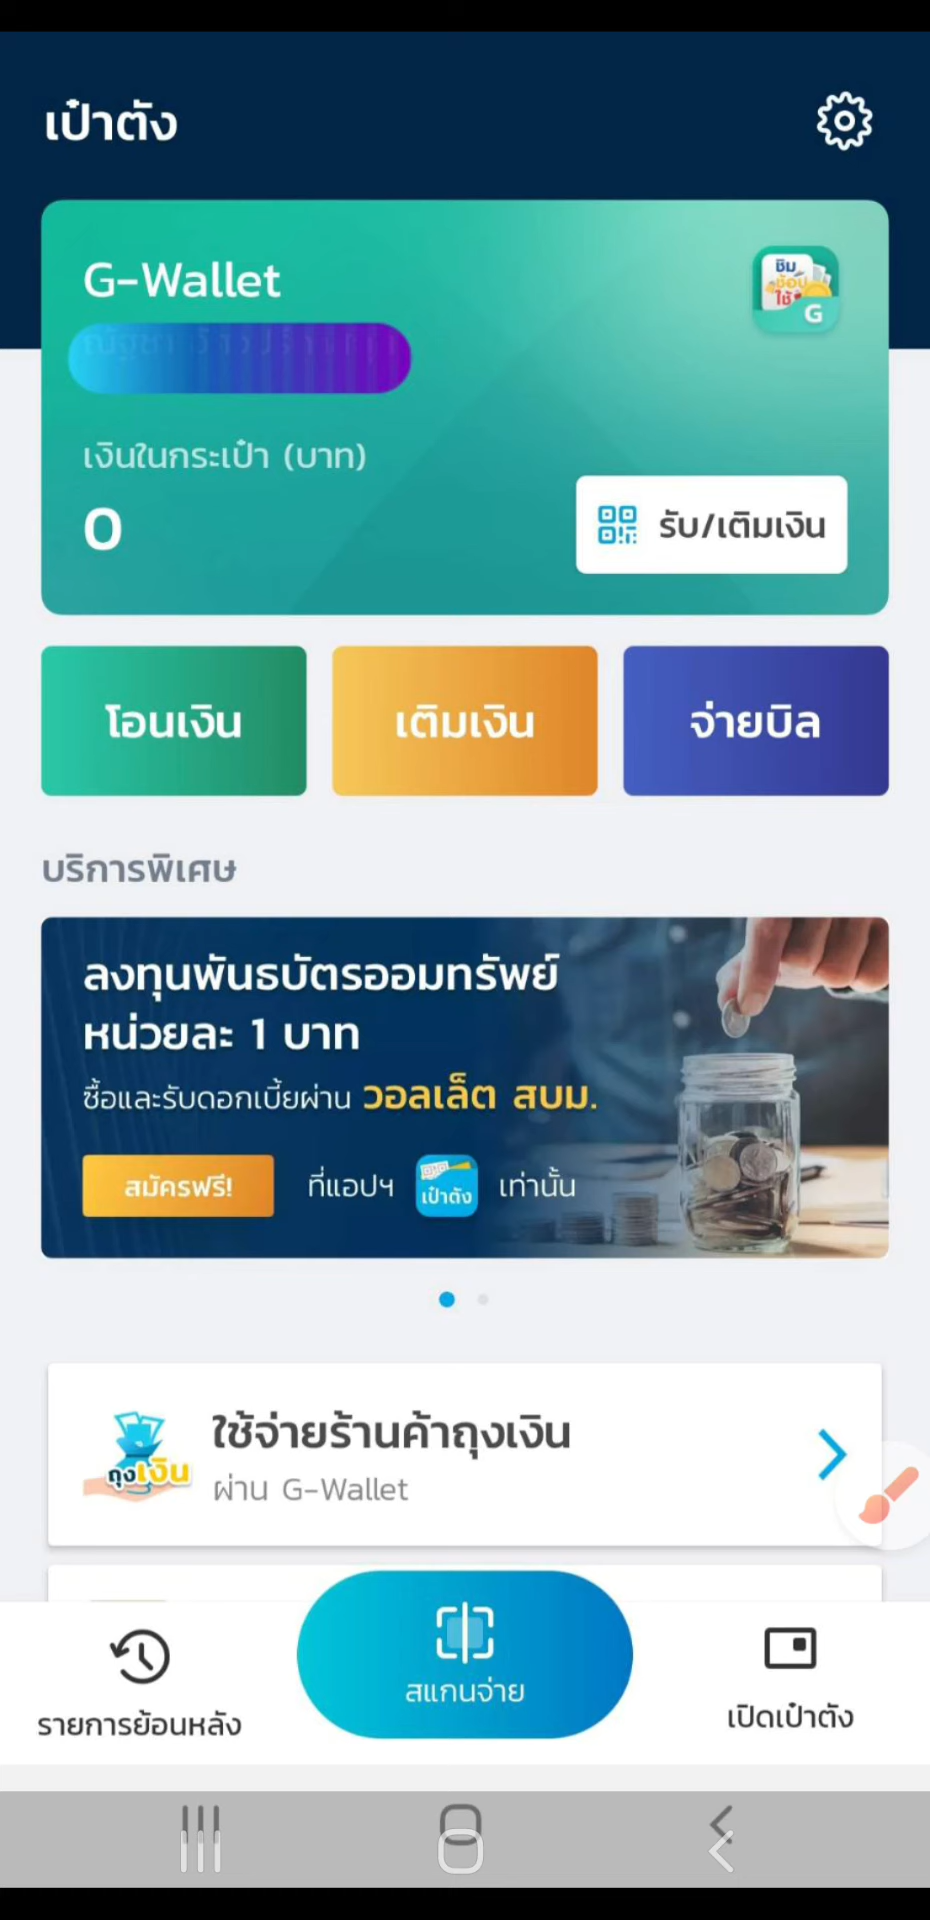 เป๋าตัง
G-Wallet
ชิม
ช้อป
ใช้
G
เงินในกระเป๋า (บาท)
0
รับ/เติมเงิน
โอนเงิน
เติมเงิน
จ่ายบิล
บริการพิเศษ
ลงทุนพันธบัตรออมทรัพย์
หน่วยละ 1 บาท
ซื้อและรับดอกเบี้ยผ่าน วอลเล็ต สบม.
สมัครฟรี! ที่แอปฯ เป๋าตัง เท่านั้น
ใช้จ่ายร้านค้าถุงเงิน
ถุงเงิน
ผ่าน G-Wallet
สแกนจ่าย
รายการย้อนหลัง
เปิดเป๋าตัง